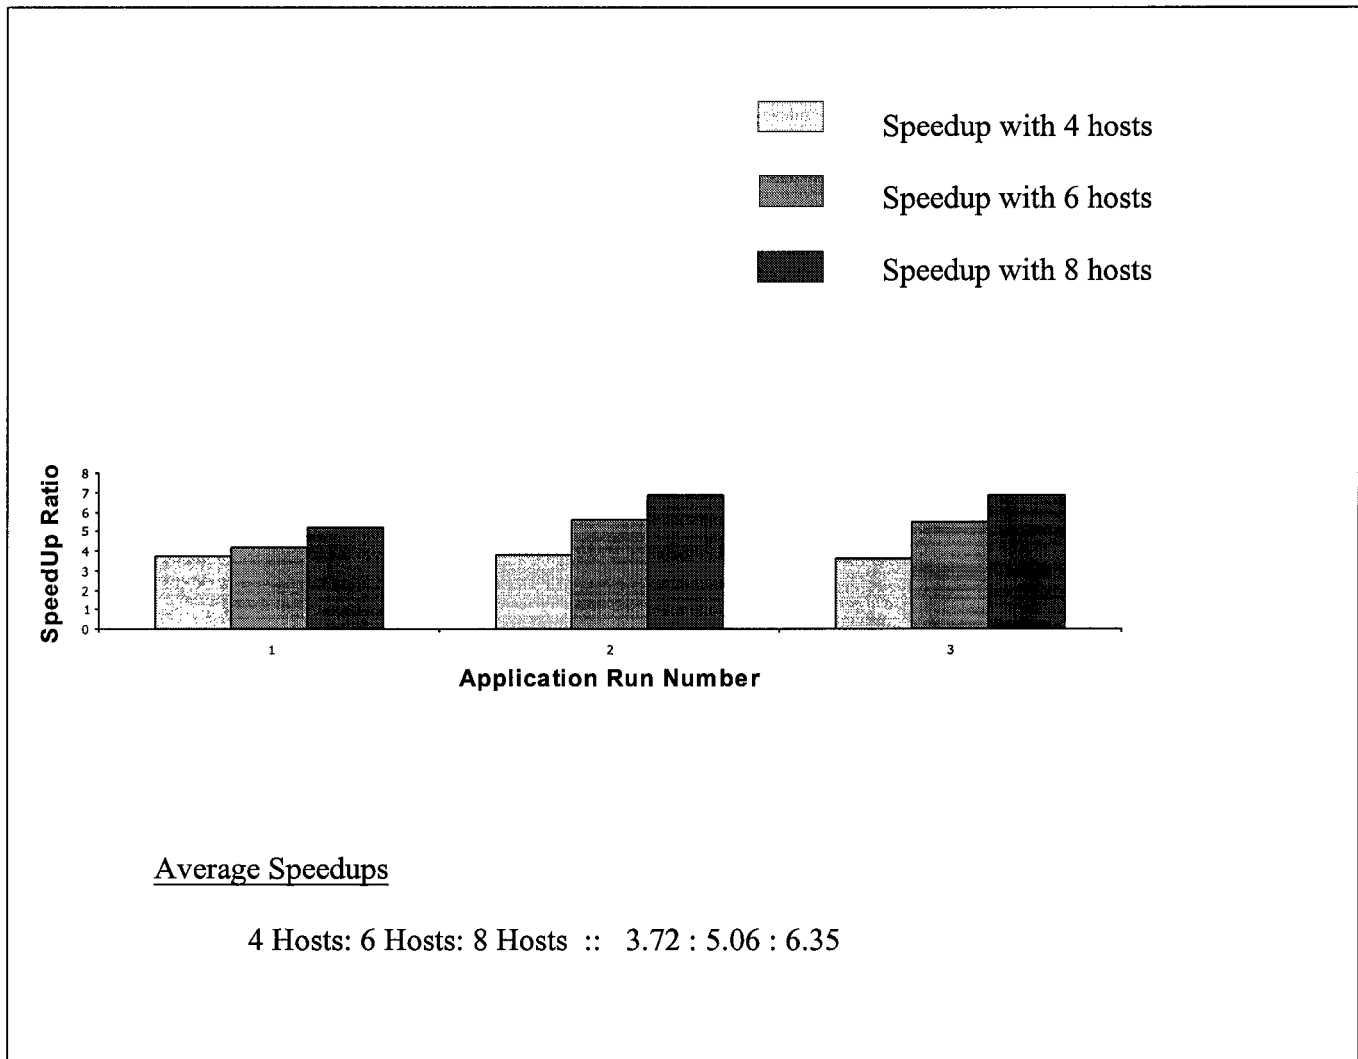 Speedup with 4 hosts
Speedup with 6 hosts
Speedup with 8 hosts
SpeedUp Ratio
8
7
6
5
4
3
2
1
0
1 2 3
Application Run Number
Average Speedups
4 Hosts: 6 Hosts: 8 Hosts :: 3.72 : 5.06 : 6.35